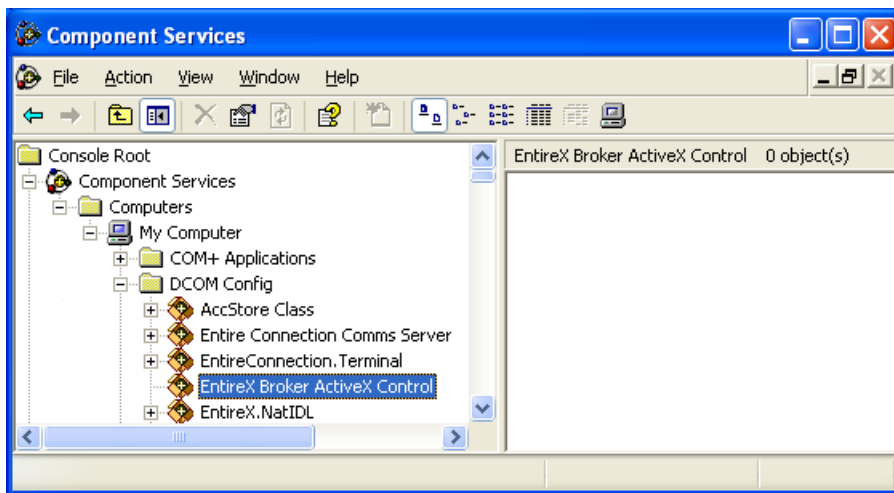 Component Services
File Action View Window Help
Console Root
EntireX Broker ActiveX Control 0 object(s)
Component Services
Computers
My Computer
COM+ Applications
DCOM Config
AccStore Class
Entire Connection Comms Server
EntireConnection.Terminal
EntireX Broker ActiveX Control
EntireX.NatIDL